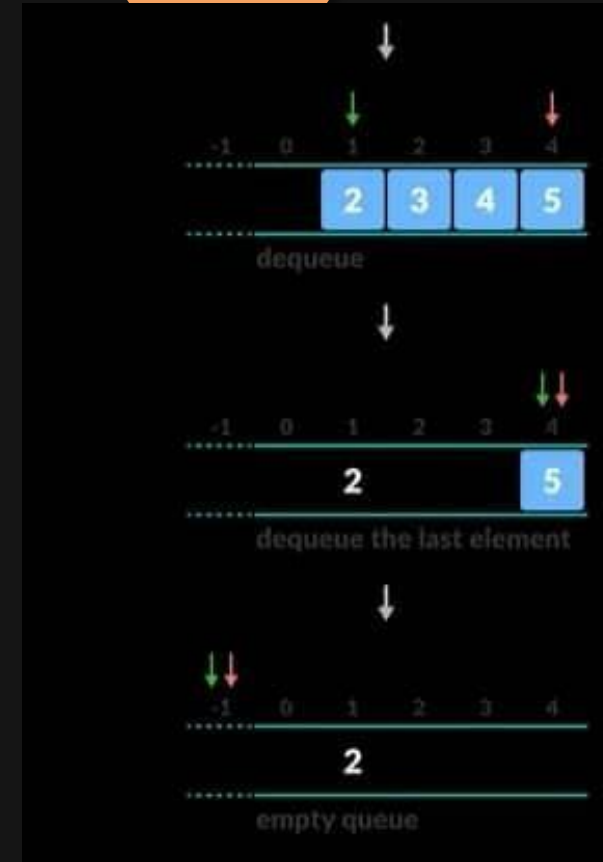 -1 0 1 2 3 4
2 3 4 5
dequeue
-1 0 1 2 3 4
2 5
dequeue the last element
-1 0 1 2 3 4
2
empty queue